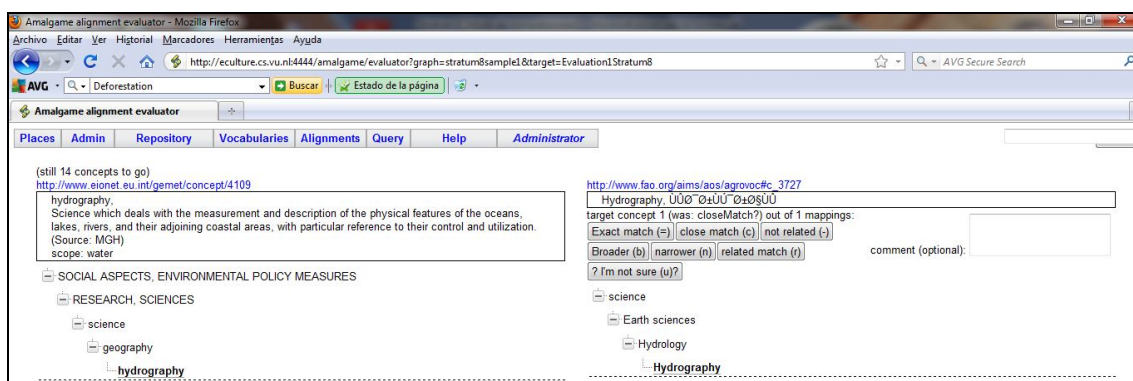 Amalgame alignment evaluator - Mozilla Firefox
Archivo Editar Ver Historial Marcadores Herramientas Ayuda
http://eculture.cs.vu.nl:4444/amalgame/evaluator?graph=stratum8sample1&target=Evaluation1Stratum8
AVG Secure Search
AVG Deforestation Buscar Estado de la página
Amalgame alignment evaluator
Places Admin Repository Vocabularies Alignments Query Help Administrator
(still 14 concepts to go)
http://www.eionet.eu.int/gemet/concept/4109
hydrography,
Science which deals with the measurement and description of the physical features of the oceans,
lakes, rivers, and their adjoining coastal areas, with particular reference to their control and utilization.
(Source: MGH)
scope: water
SOCIAL ASPECTS, ENVIRONMENTAL POLICY MEASURES
RESEARCH, SCIENCES
science
geography
hydrography
http://www.fao.org/aims/aos/agrovoc#c_3727
Hydrography,
target concept 1 (was: closeMatch?) out of 1 mappings:
Exact match (=) close match (c) not related (-)
Broader (b) narrower (n) related match (r)
comment (optional):
? I'm not sure (u)?
science
Earth sciences
Hydrology
Hydrography